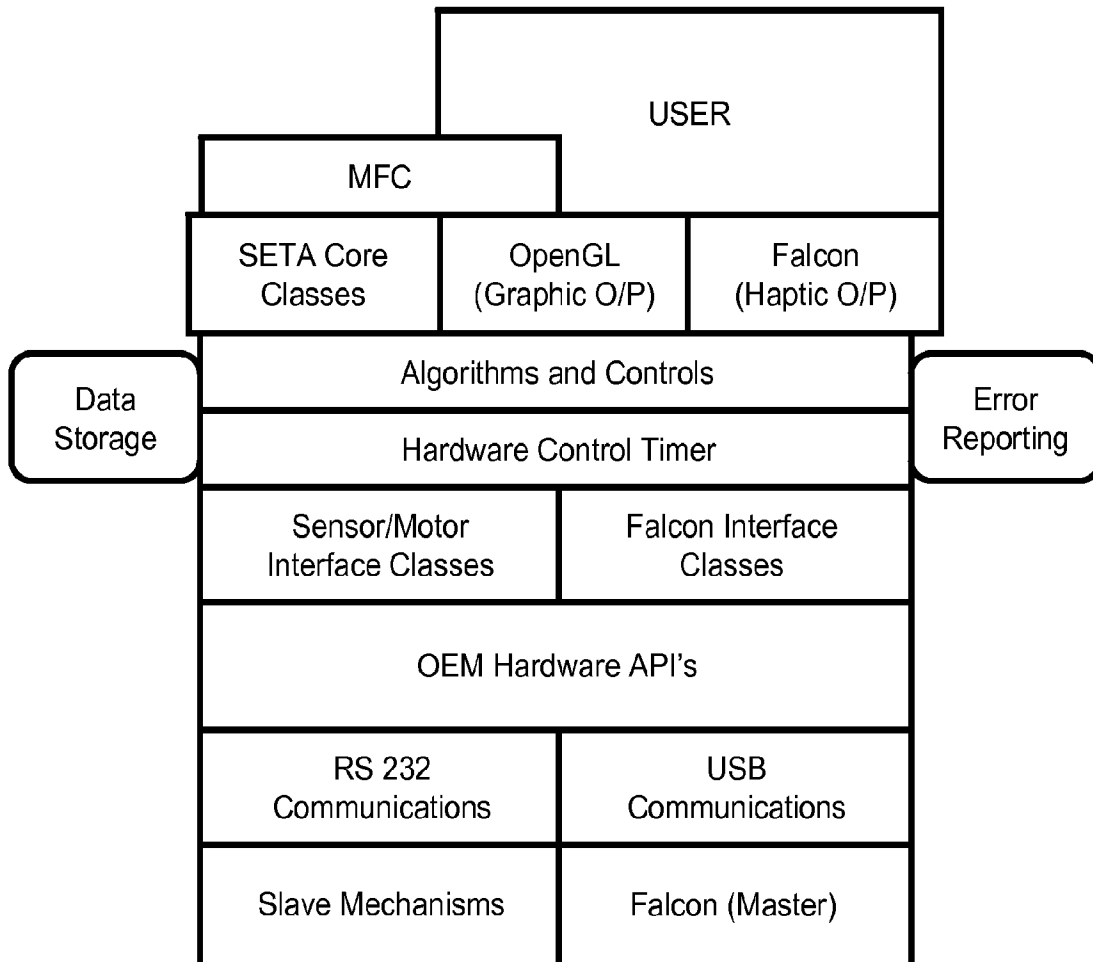 USER
MFC
SETA Core
Classes
OpenGL
(Graphic O/P)
Falcon
(Haptic O/P)
Data
Storage
Algorithms and Controls
Error
Reporting
Hardware Control Timer
Sensor/Motor
Interface Classes
Falcon Interface
Classes
OEM Hardware API's
RS 232
Communications
USB
Communications
Slave Mechanisms
Falcon (Master)